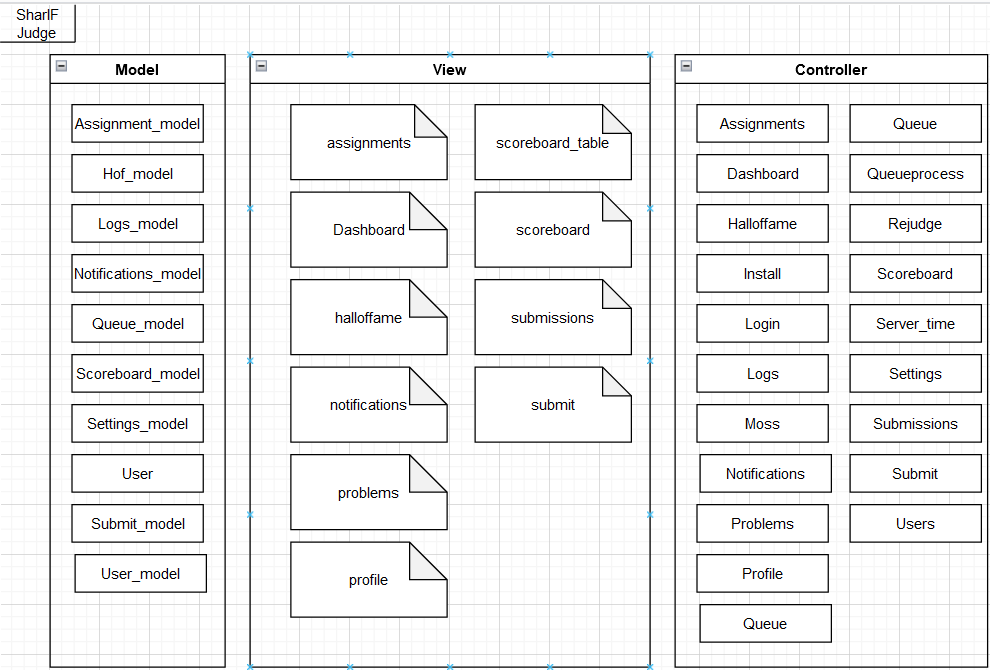 SharIF
Judge
Model
Assignment_model
Hof_model
Logs_model
Notifications_model
Queue_model
Scoreboard_model
Settings_model
User
Submit_model
User_model
View
assignments
Dashboard
halloffame
notifications
problems
profile
scoreboard_table
scoreboard
submissions
submit
Controller
Assignments
Dashboard
Halloffame
Install
Login
Logs
Moss
Notifications
Problems
Profile
Queue
Queue
Queueprocess
Rejudge
Scoreboard
Server_time
Settings
Submissions
Submit
Users